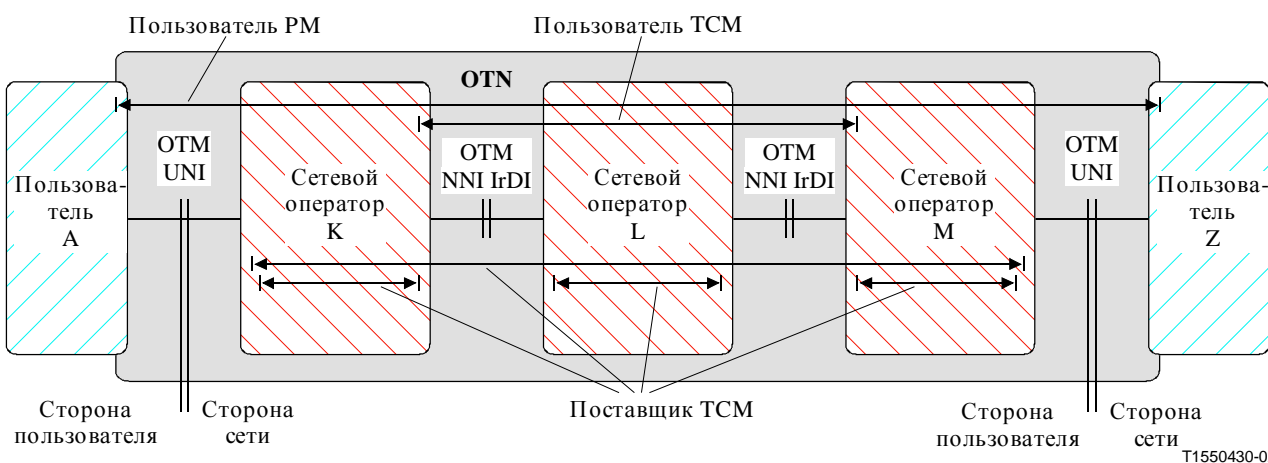 Пользователь PM
Пользователь TCM
OTN
OTM
UNI
OTM
NNI IrDI
OTM
NNI IrDI
OTM
UNI
Пользова-
тель
A
Сетевой
оператор
K
Сетевой
оператор
L
Сетевой
оператор
M
Пользова-
тель
Z
Сторона
пользователя
Сторона
сети
Поставщик TCM
Сторона
пользователя
Сторона
сети
T1550430-0